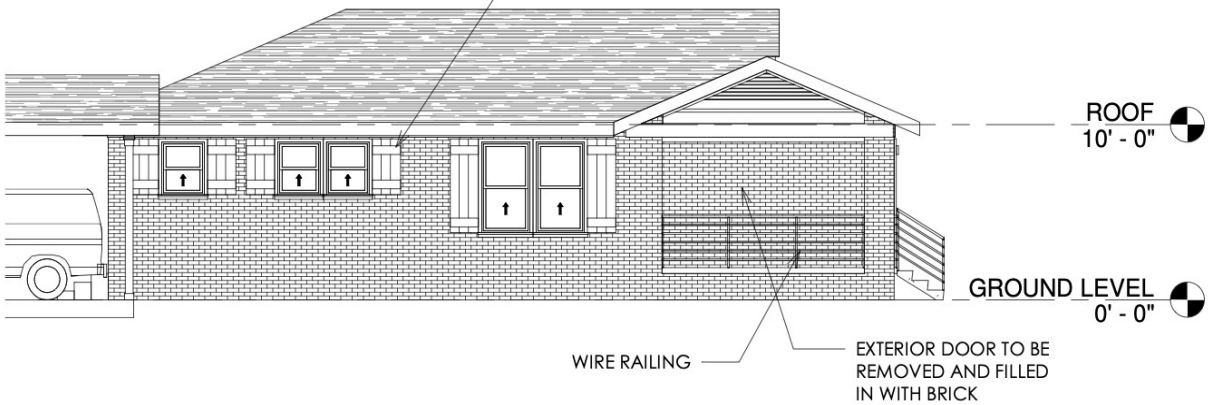 ROOF
10' - 0"
GROUND LEVEL
0' - 0"
WIRE RAILING
EXTERIOR DOOR TO BE
REMOVED AND FILLED
IN WITH BRICK